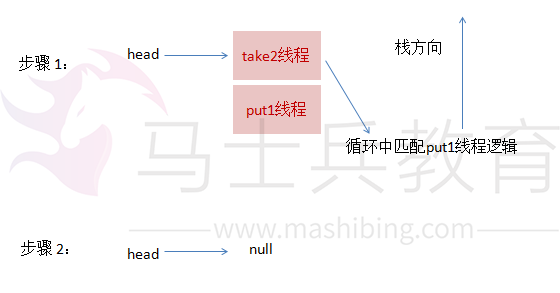 步骤1：
head
take2线程
put1线程
栈方向
循环中匹配put1线程逻辑
马士兵教育
www.mashibing.com
步骤2：
head
null